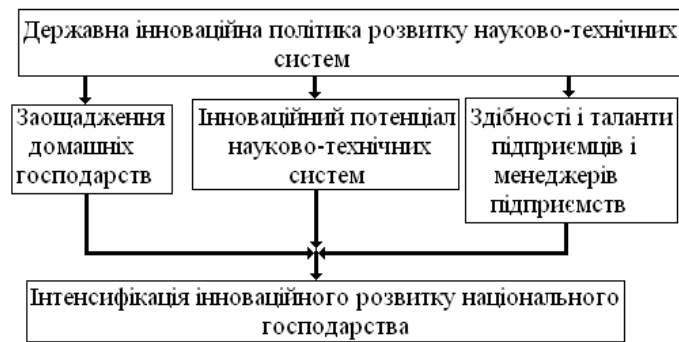 Державна інноваційна політика розвитку науково-технічних
систем
Заощадження
домашніх
господарств
Інноваційний потенціал
науково-технічних
систем
Здібності і таланти
підприємців і
менеджерів
підприємств
Інтенсифікація інноваційного розвитку національного
господарства